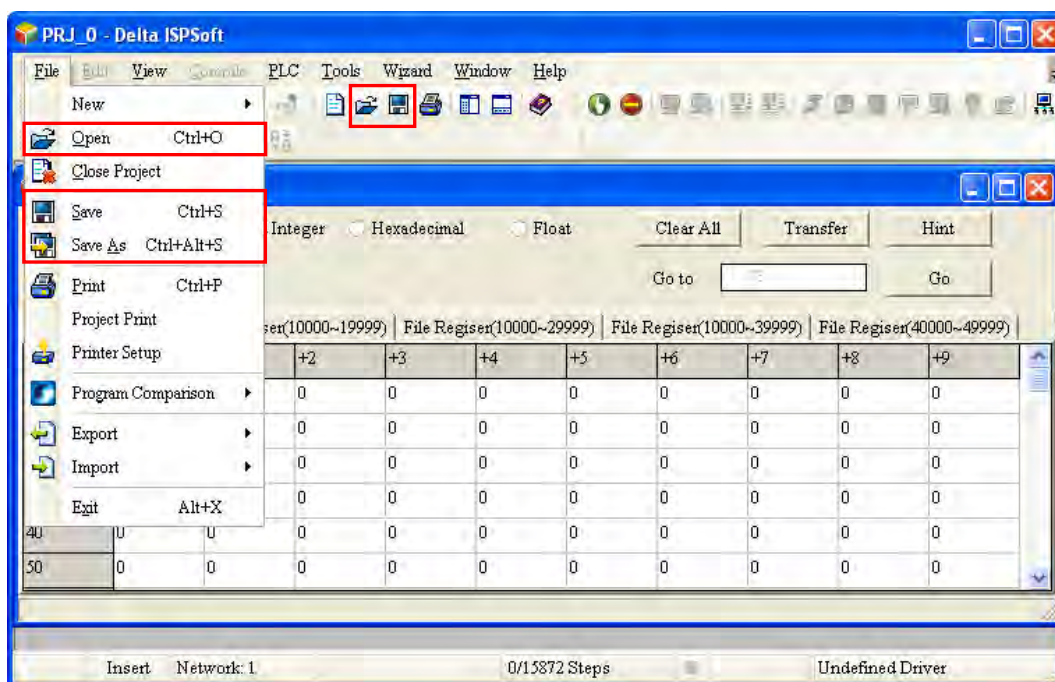 PRJ_0 - Delta ISPSoft
File Edit View Compile PLC Tools Wizard Window Help
New
Open Ctrl+O
Close Project
Save Ctrl+S
Save As Ctrl+Alt+S
Print Ctrl+P
Project Print
Printer Setup
Program Comparison
Export
Import
Exit Alt+X
Integer Hexadecimal Float Clear All Transfer Hint
Go to Go
ser(10000~19999) File Regiser(10000~29999) File Regiser(10000~39999) File Regiser(40000~49999)
+2 +3 +4 +5 +6 +7 +8 +9
0 0 0 0 0 0 0 0
0 0 0 0 0 0 0 0
0 0 0 0 0 0 0 0
0 0 0 0 0 0 0 0
40 0 0 0 0 0 0 0 0 0 0
50 0 0 0 0 0 0 0 0 0 0
Insert Network: 1 0/15872 Steps Undefined Driver